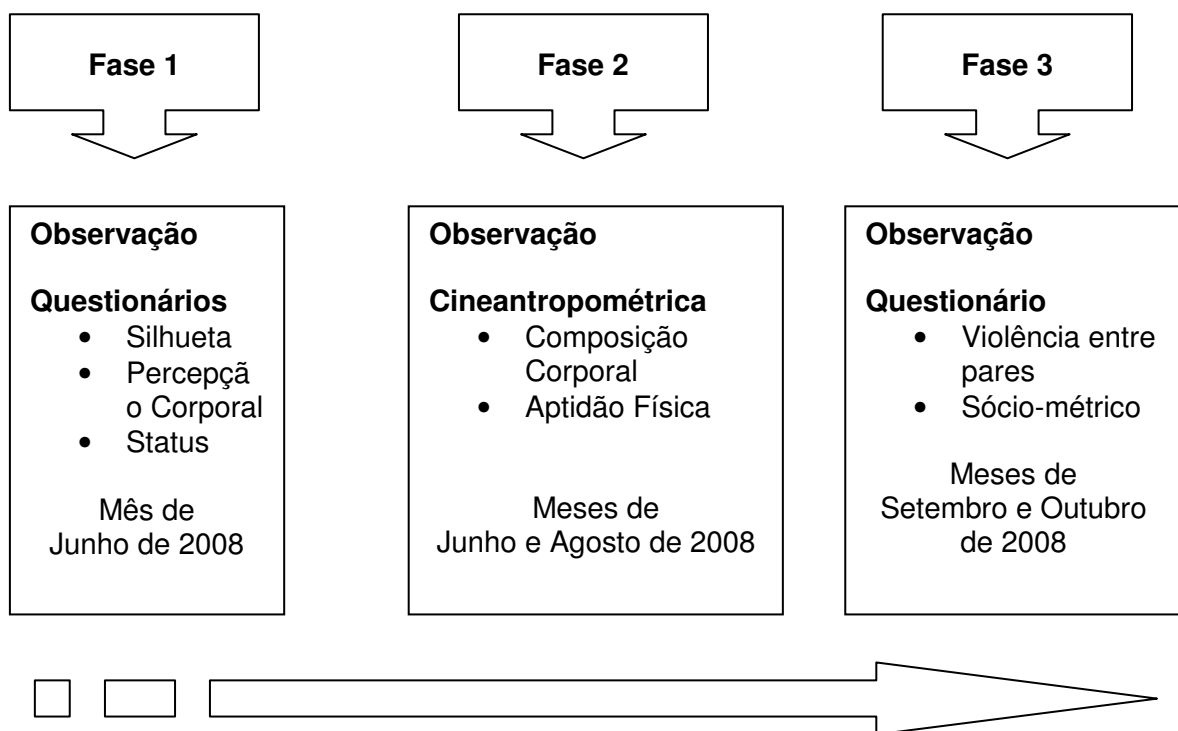 Fase 1
Fase 2
Fase 3
Observação
Questionários
• Silhueta
• Percepçã
o Corporal
• Status
Mês de
Junho de 2008
Observação
Cineantropométrica
• Composição
Corporal
• Aptidão Física
Meses de
Junho e Agosto de 2008
Observação
Questionário
• Violência entre
pares
• Sócio-métrico
Meses de
Setembro e Outubro
de 2008